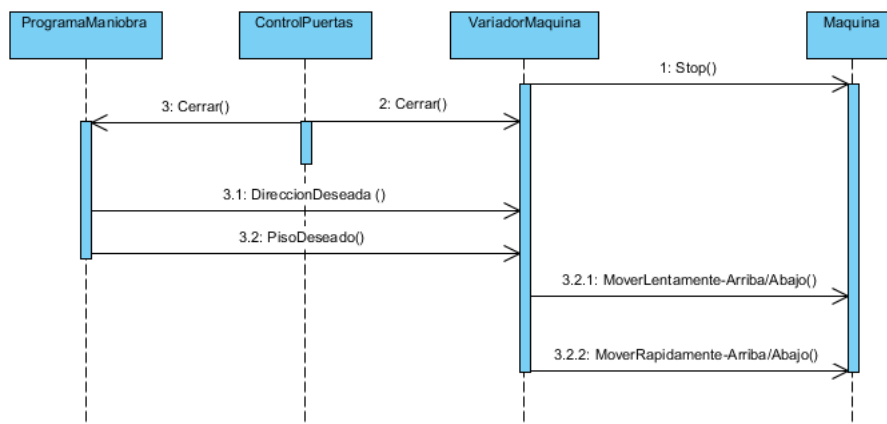 ProgramaManiobra
ControlPuertas
VariadorMaquina
Maquina
1: Stop()
3: Cerrar()
2: Cerrar()
3.1: DireccionDeseada ()
3.2: PisoDeseado()
3.2.1: MoverLentamente-Arriba/Abajo()
3.2.2: MoverRapidamente-Arriba/Abajo()